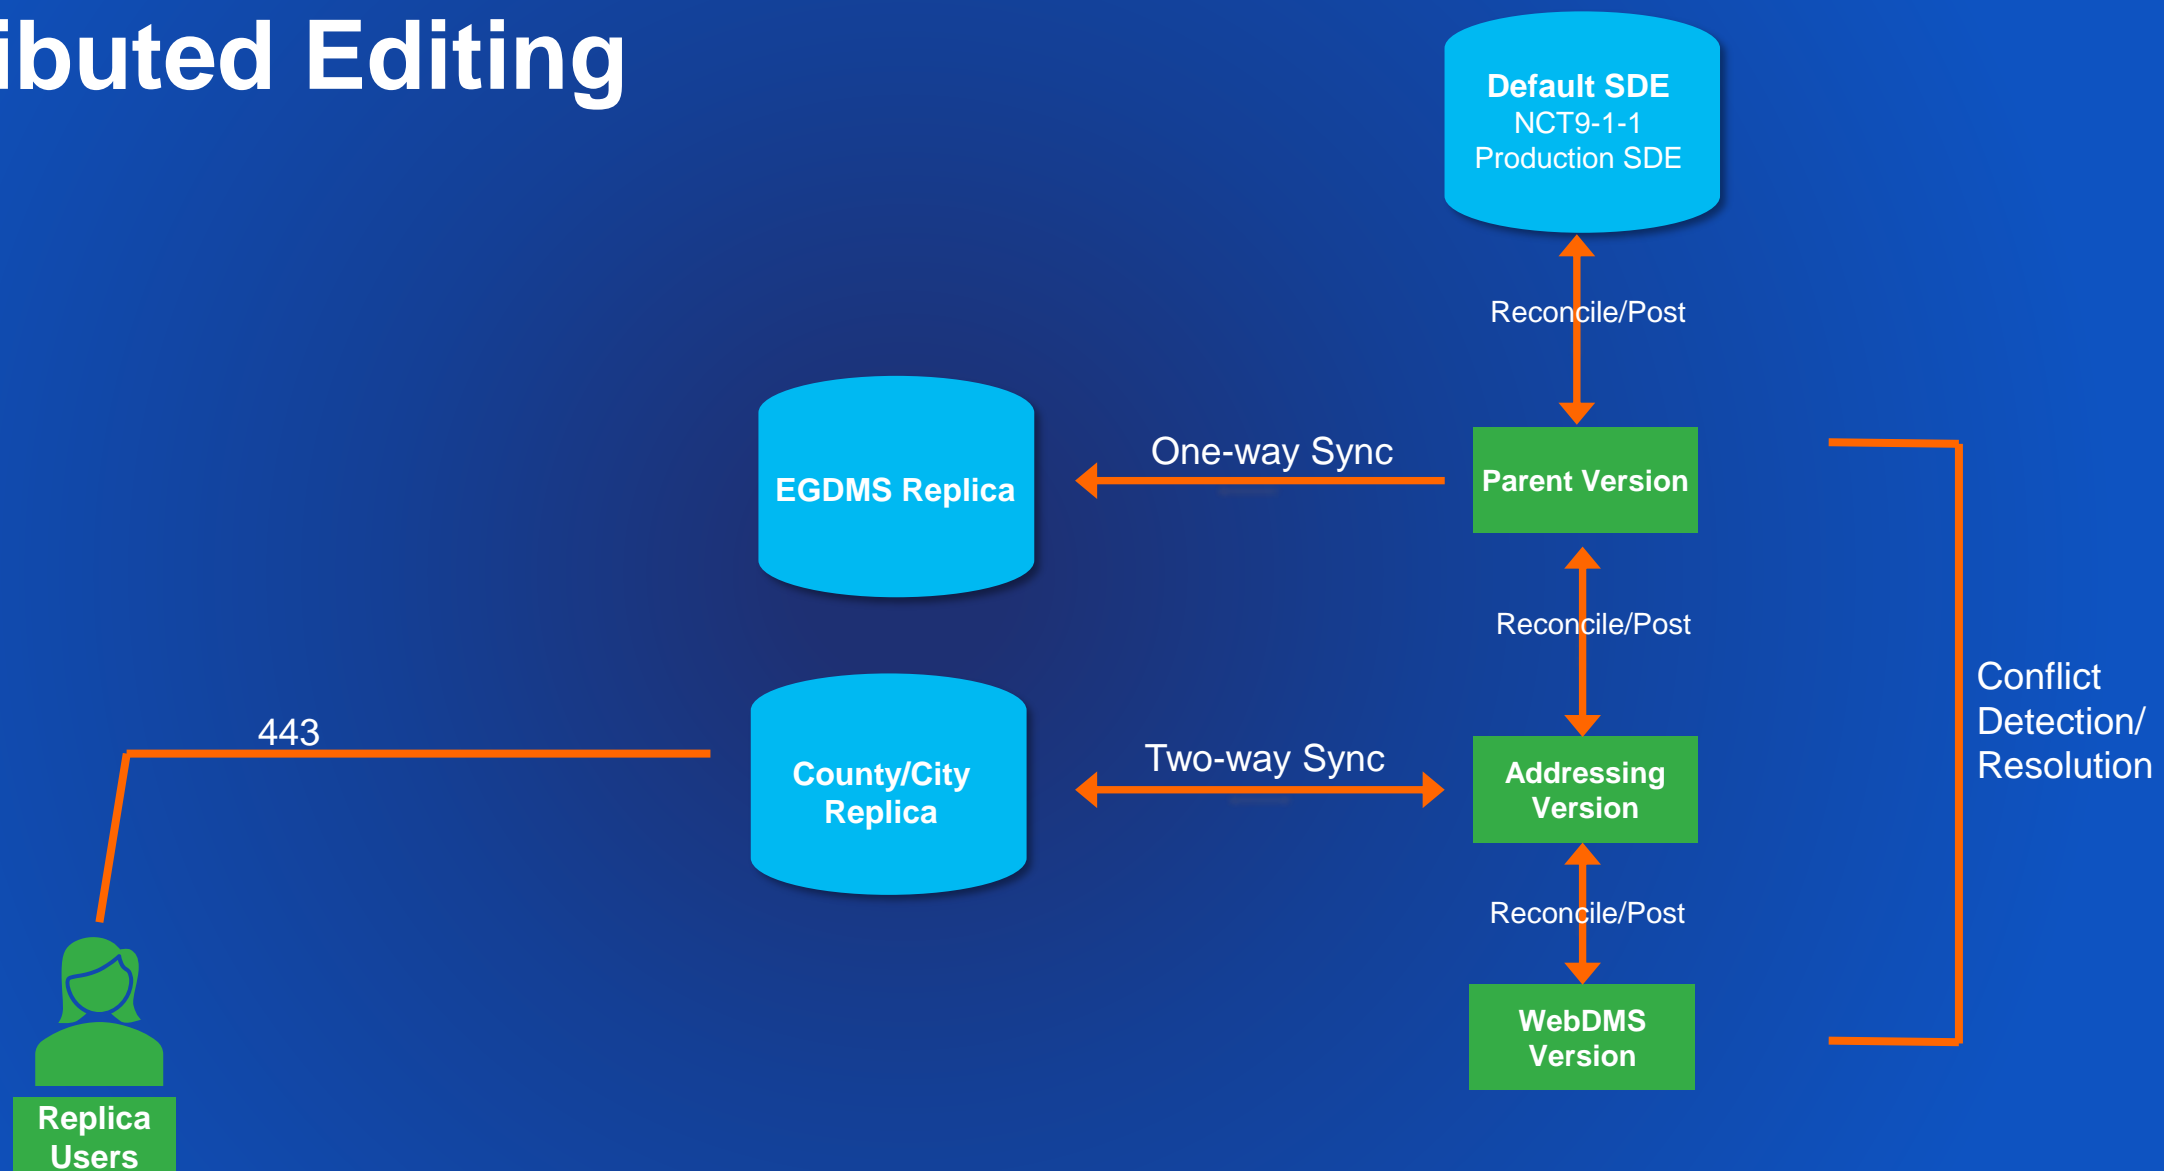 ibuted Editing
Default SDE
NCT9-1-1
Production SDE
Reconcile/Post
One-way Sync
EGDMS Replica
Parent Version
Reconcile/Post
Conflict
Detection/
Resolution
443
County/City
Replica
Two-way Sync
Addressing
Version
Reconcile/Post
WebDMS
Version
Replica
Users